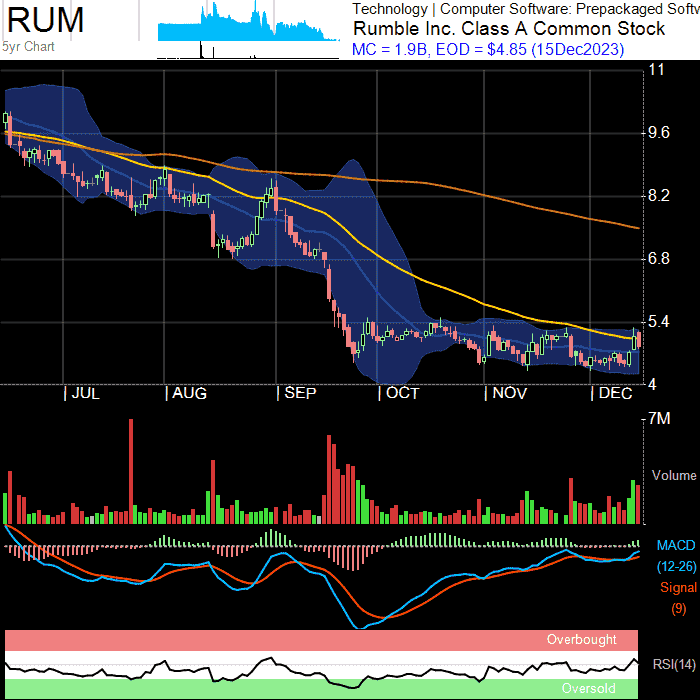 RUM
5yr Chart
Technology | Computer Software: Prepackaged Softw
Rumble Inc. Class A Common Stock
MC = 1.9B, EOD = $4.85 (15Dec2023)
11
9.6
8.2
6.8
5.4
4
| JUL | AUG | SEP | OCT | NOV | DEC
7M
Volume
MACD
(12-26)
Signal
(9)
Overbought
RSI(14)
Oversold